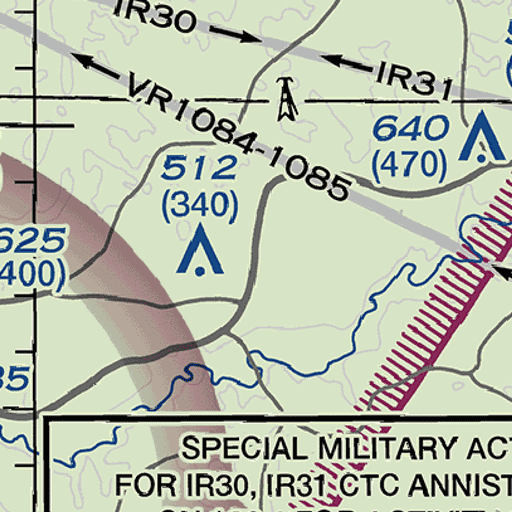 IR30
IR31
VR1084-1085
640
(470)
512
(340)
625
400)
SPECIAL MILITARY ACT
FOR IR30, IR31 CTC ANNIST